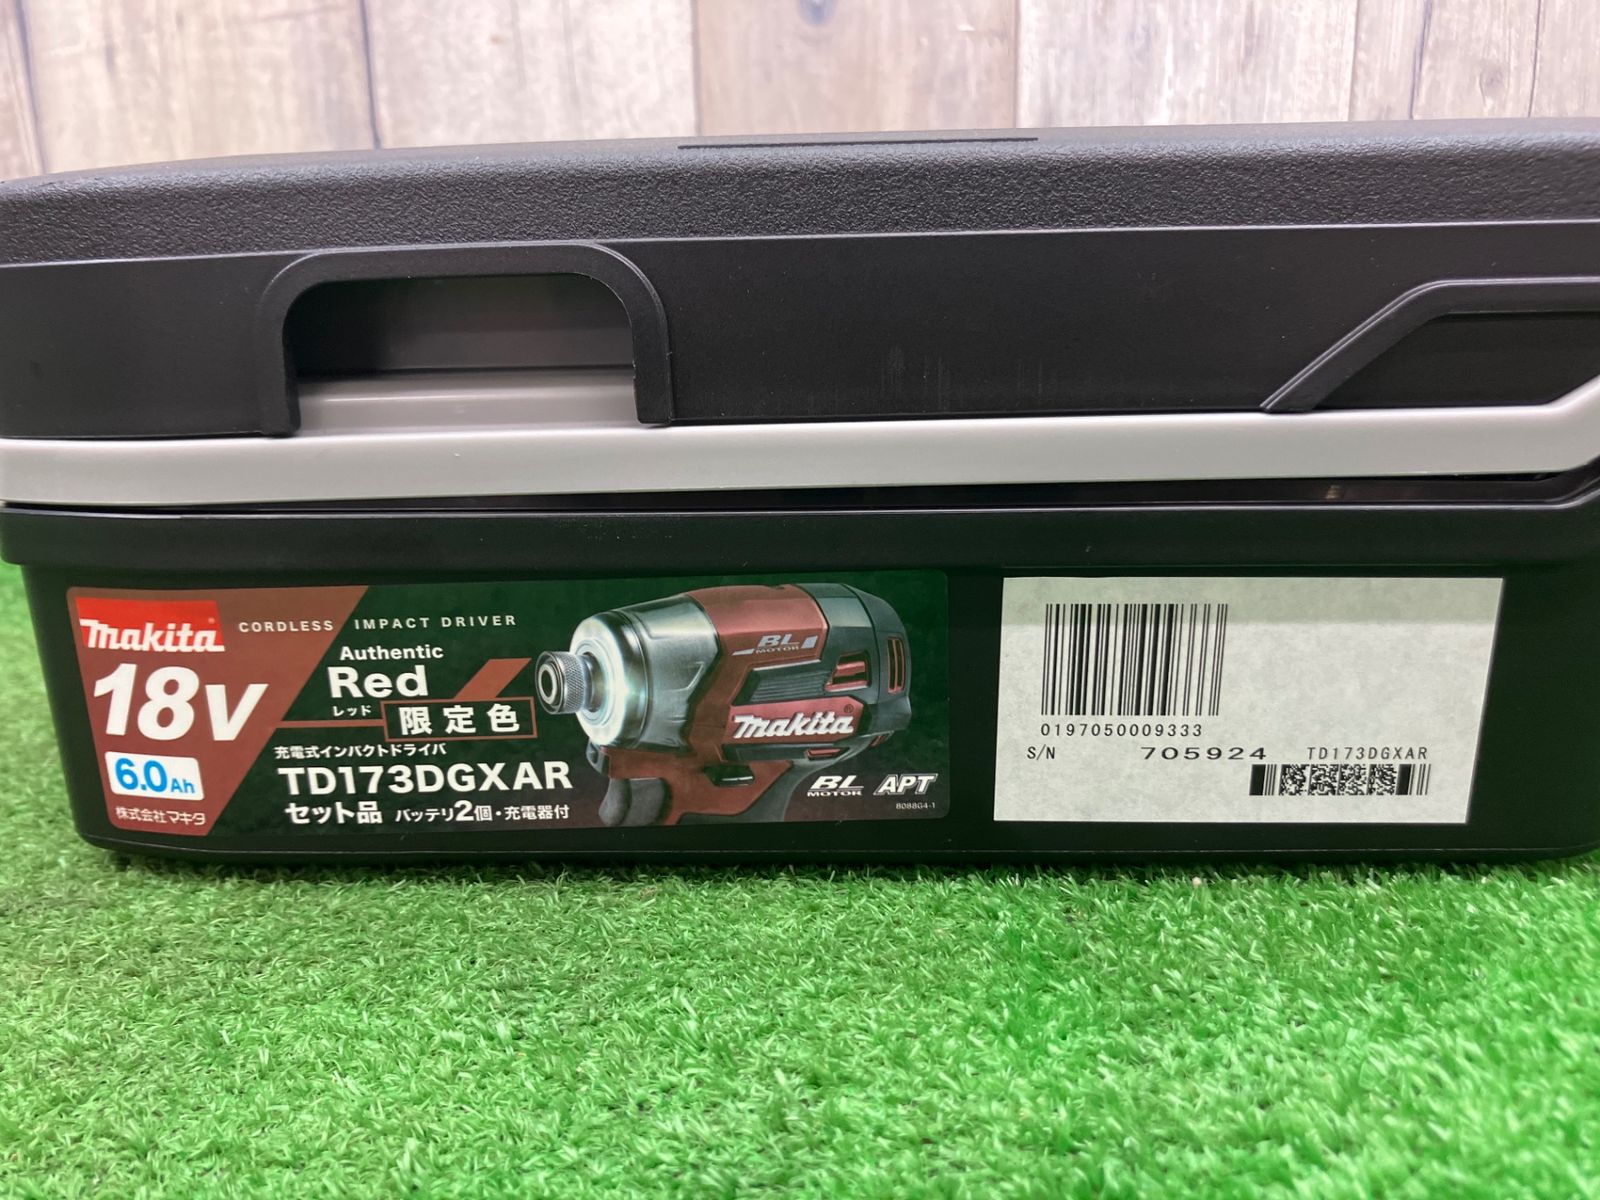 makita
CORDLESS IMPACT DRIVER
18V
Authentic
Red
レッド 限定色
6.0Ah
充電式インパクトドライバ
TD173DGXAR
セット品 バッテリ2個・充電器付
株式会社マキタ
BL
MOTOR
makita
BL
MOTOR
APT
8088G4-1
0197050009333
S/N 705924 TD173DGXAR